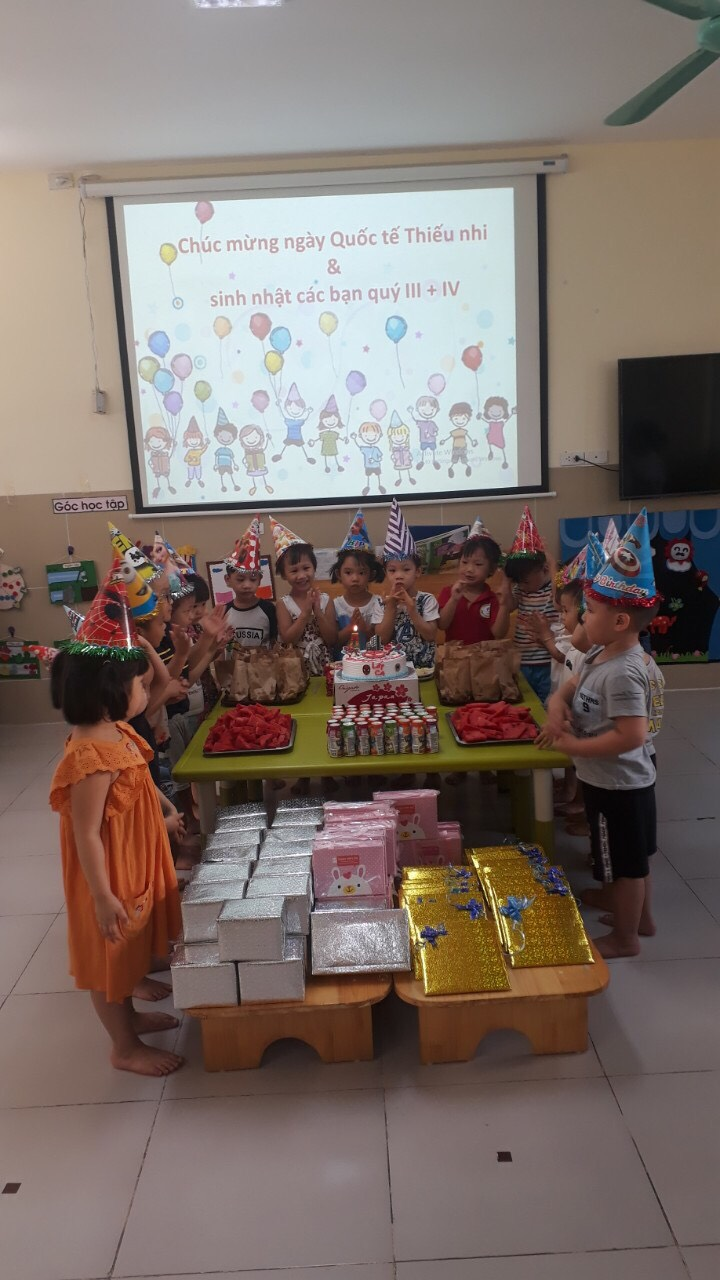 Chúc mừng ngày Quốc tế Thiếu nhi
&
sinh nhật các bạn quý III + IV
Góc học tập
Birthday
RUSSIA
9